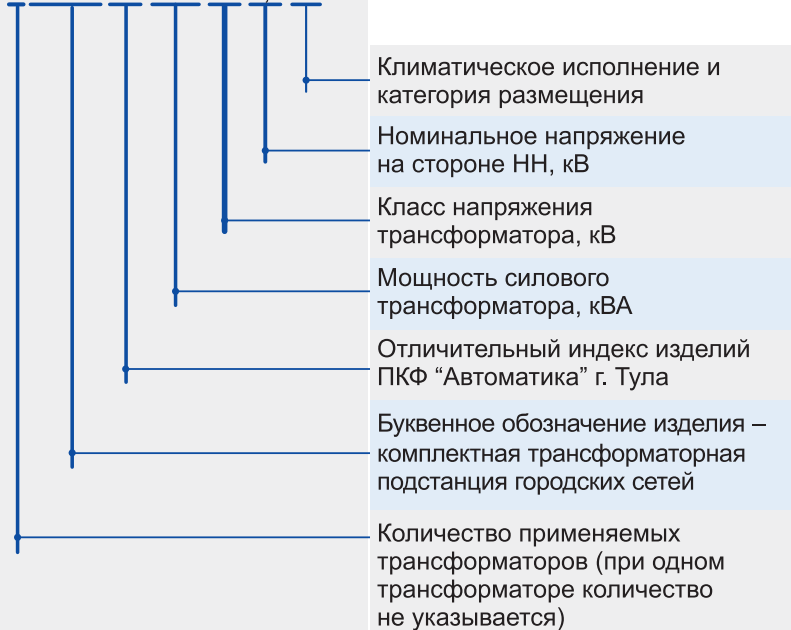 Климатическое исполнение и
категория размещения
Номинальное напряжение
на стороне НН, кВ
Класс напряжения
трансформатора, кВ
Мощность силового
трансформатора, кВА
Отличительный индекс изделий
ПКФ “Автоматика” г. Тула
Буквенное обозначение изделия –
комплектная трансформаторная
подстанция городских сетей
Количество применяемых
трансформаторов (при одном
трансформаторе количество
не указывается)